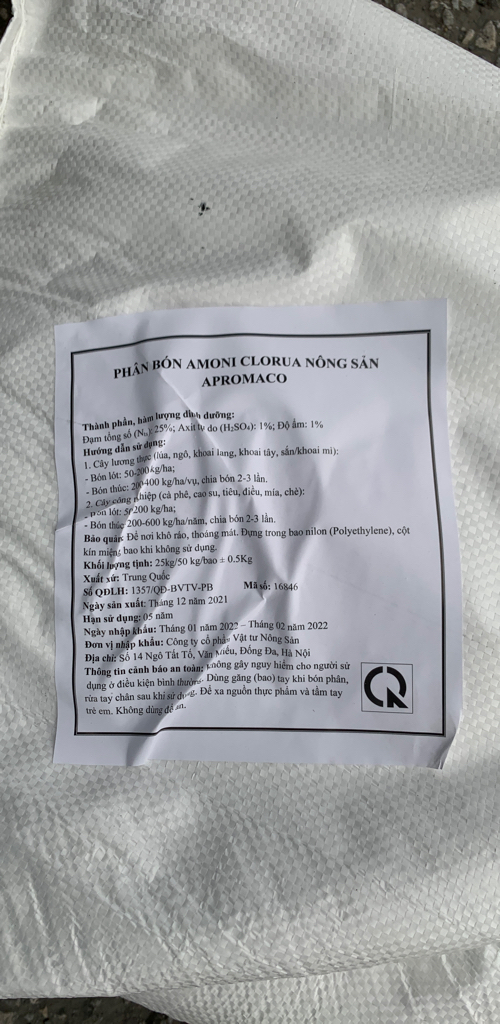 PHÂN BÓN AMONI CLORUA NÔNG SẢN
APROMACO
Thành phần, hàm lượng dinh dưỡng:
Đạm tổng số (Nts): 25%; Axit tự do (H₂SO₄): 1%; Độ ẩm: 1%
Hướng dẫn sử dụng:
1. Cây lương thực (lúa, ngô, khoai lang, khoai tây, sắn/khoai mì):
- Bón lót: 50-200kg/ha;
- Bón thúc: 200-400 kg/ha/vụ, chia bón 2-3 lần.
2. Cây công nghiệp (cà phê, cao su, tiêu, điều, mía, chè):
- Bón lót: 50-200 kg/ha;
- Bón thúc 200-600 kg/ha/năm, chia bón 2-3 lần.
Bảo quản: Để nơi khô ráo, thoáng mát. Đựng trong bao nilon (Polyethylene), cột
kín miệng bao khi không sử dụng.
Khối lượng tịnh: 25kg/50 kg/bao ± 0.5Kg
Xuất xứ: Trung Quốc
Số QĐLH: 1357/QĐ-BVTV-PB Mã số: 16846
Ngày sản xuất: Tháng 12 năm 2021
Hạn sử dụng: 05 năm
Ngày nhập khẩu: Tháng 01 năm 2022 – Tháng 02 năm 2022
Đơn vị nhập khẩu: Công ty cổ phần Vật tư Nông Sản
Địa chỉ: Số 14 Ngô Tất Tố, Văn Miếu, Đống Đa, Hà Nội
Thông tin cảnh báo an toàn: không gây nguy hiểm cho người sử
dụng ở điều kiện bình thường. Dùng găng (bao) tay khi bón phân,
rửa tay chân sau khi sử dụng. Để xa nguồn thực phẩm và tầm tay
trẻ em. Không dùng để ăn.